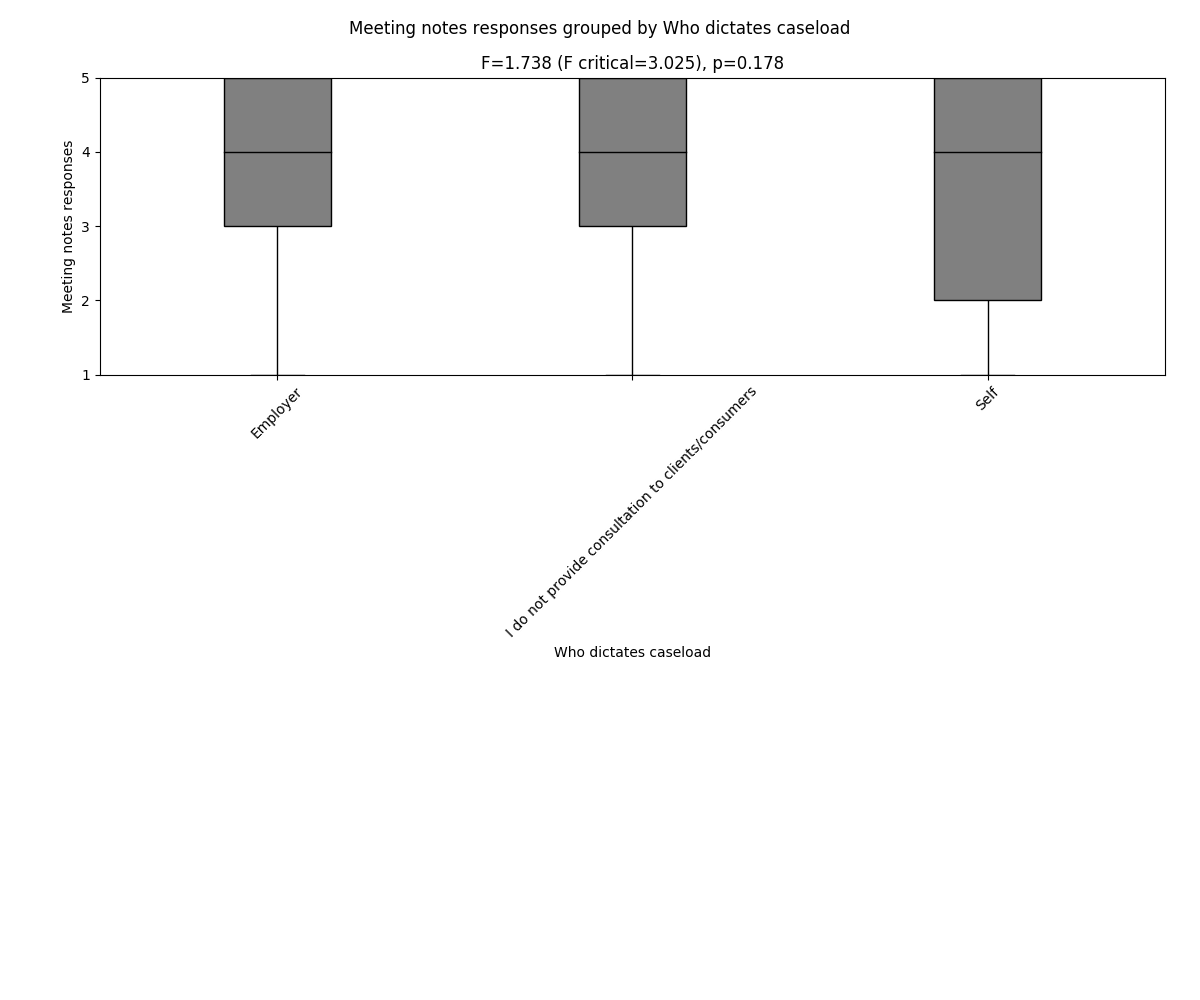 Meeting notes responses grouped by Who dictates caseload
F=1.738 (F critical=3.025), p=0.178
Meeting notes responses
5
4
3
2
1
Employer
I do not provide consultation to clients/consumers
Self
Who dictates caseload